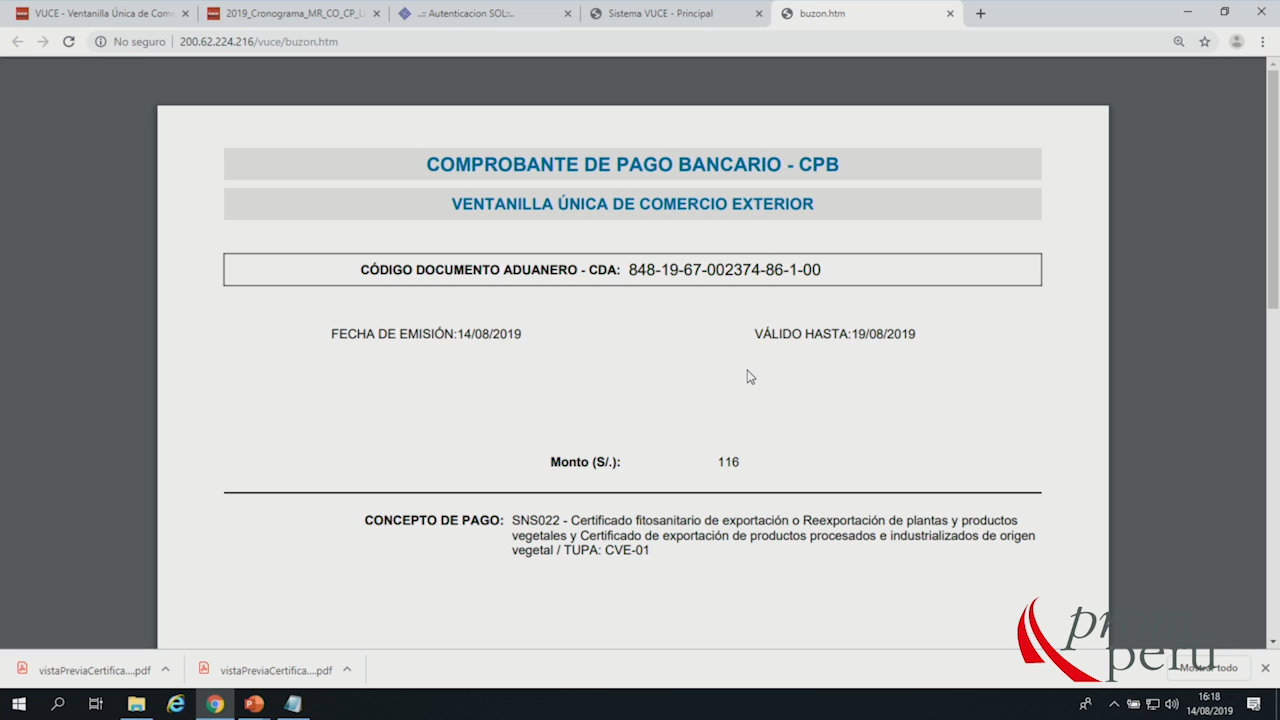 VUCE - Ventanilla Única de Com
2019_Cronograma_MR_CO_CP_L
..:: Autenticacion SOL::..
Sistema VUCE - Principal
buzon.htm
No seguro
200.62.224.216/vuce/buzon.htm
COMPROBANTE DE PAGO BANCARIO - CPB
VENTANILLA ÚNICA DE COMERCIO EXTERIOR
CÓDIGO DOCUMENTO ADUANERO - CDA: 848-19-67-002374-86-1-00
FECHA DE EMISIÓN:14/08/2019
VÁLIDO HASTA:19/08/2019
Monto (S/.): 116
CONCEPTO DE PAGO: SNS022 - Certificado fitosanitario de exportación o Reexportación de plantas y productos
vegetales y Certificado de exportación de productos procesados e industrializados de origen
vegetal / TUPA: CVE-01
perú
vistaPreviaCertifica....pdf
vistaPreviaCertifica....pdf
Mostrar todo
16:18
14/08/2019